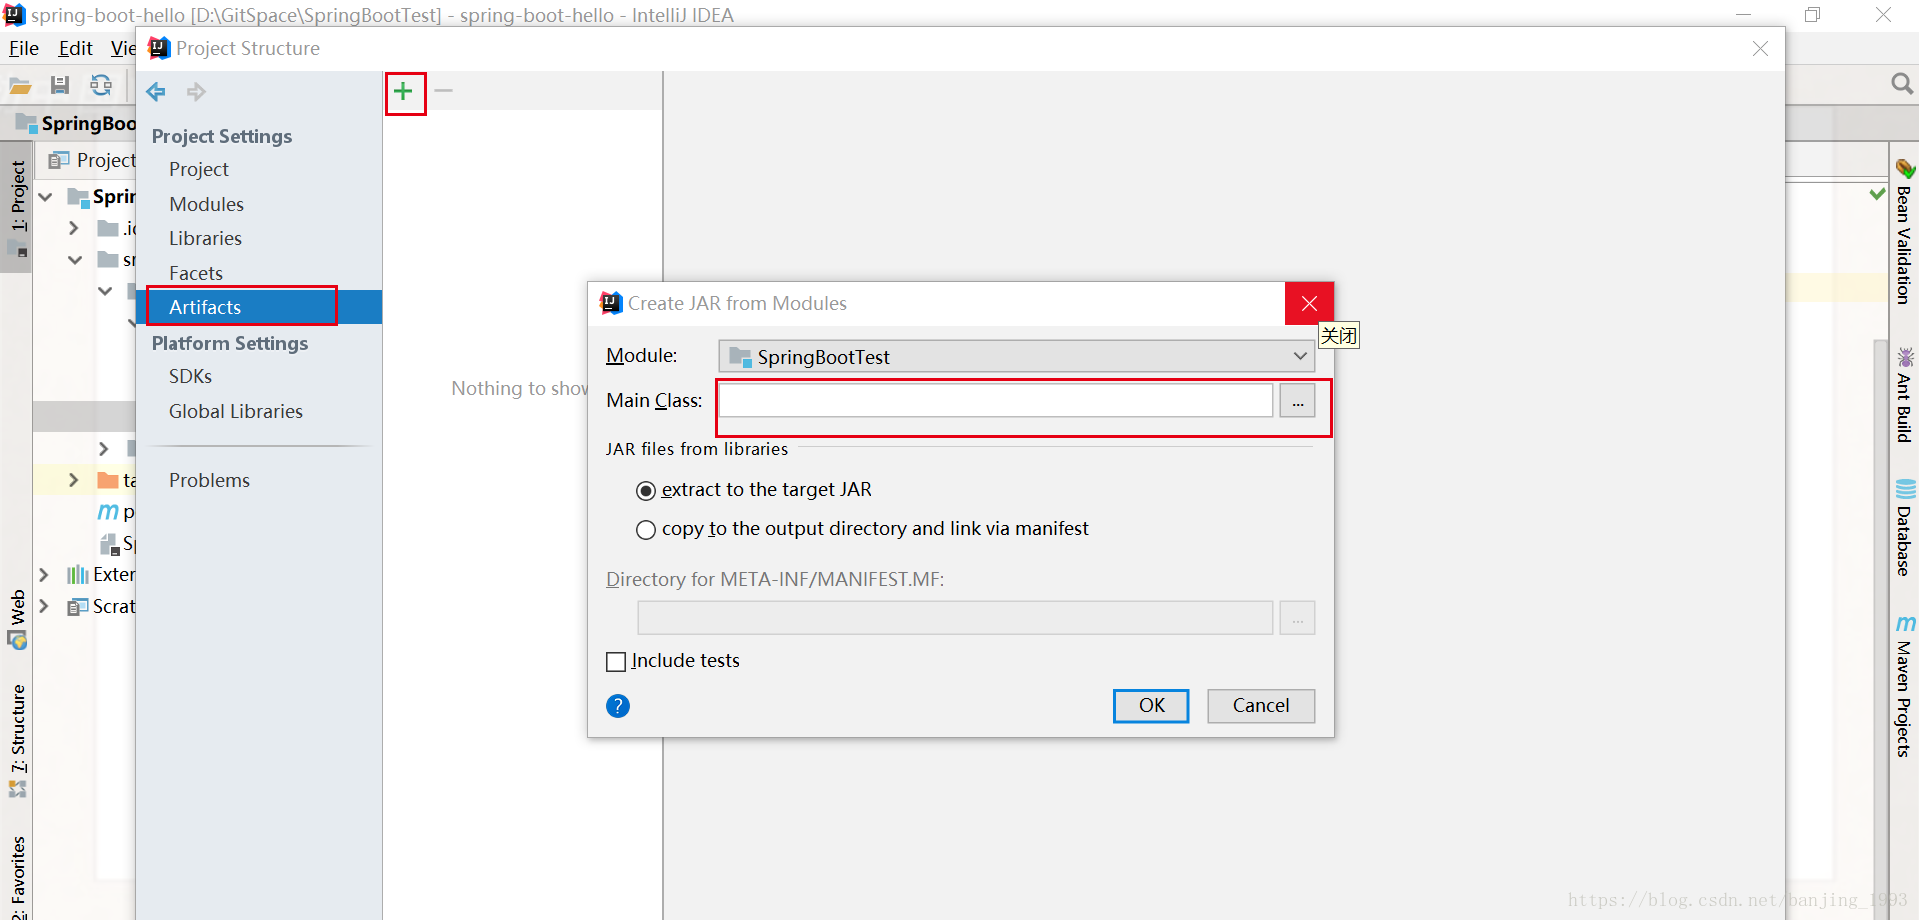 spring-boot-hello [D:\GitSpace\SpringBootTest] - spring-boot-hello - IntelliJ IDEA
File Edit Vie
Project Structure
SpringBoo
Project
1: Project
Sprin
.i
sr
ta
m p
Sp
Exter
Scrat
Web
7: Structure
2: Favorites
Project Settings
Project
Modules
Libraries
Facets
Artifacts
Platform Settings
SDKs
Global Libraries
Problems
Nothing to show
Create JAR from Modules
关闭
Module: SpringBootTest
Main Class: ...
JAR files from libraries
extract to the target JAR
copy to the output directory and link via manifest
Directory for META-INF/MANIFEST.MF:
...
Include tests
? OK Cancel
Bean Validation
Ant Build
Database
m Maven Projects
https://blog.csdn.net/banjing_1993